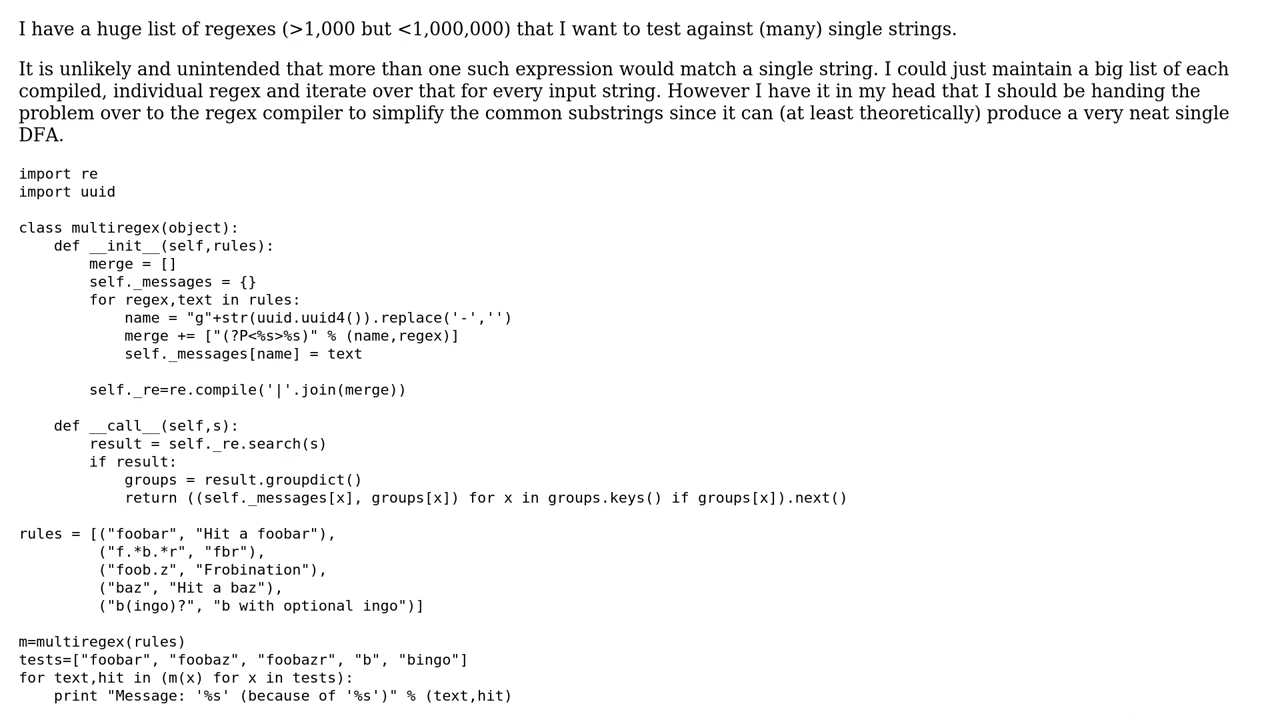 I have a huge list of regexes (>1,000 but <1,000,000) that I want to test against (many) single strings.
It is unlikely and unintended that more than one such expression would match a single string. I could just maintain a big list of each
compiled, individual regex and iterate over that for every input string. However I have it in my head that I should be handing the
problem over to the regex compiler to simplify the common substrings since it can (at least theoretically) produce a very neat single
DFA.
import re
import uuid
class multiregex(object):
    def __init__(self,rules):
        merge = []
        self._messages = {}
        for regex,text in rules:
            name = "g"+str(uuid.uuid4()).replace('-','')
            merge += ["(?P<%s>%s)" % (name,regex)]
            self._messages[name] = text
        self._re=re.compile('|'.join(merge))
    def __call__(self,s):
        result = self._re.search(s)
        if result:
            groups = result.groupdict()
            return ((self._messages[x], groups[x]) for x in groups.keys() if groups[x]).next()
rules = [("foobar", "Hit a foobar"),
         ("f.*b.*r", "fbr"),
         ("foob.z", "Frobination"),
         ("baz", "Hit a baz"),
         ("b(ingo)?", "b with optional ingo")]
m=multiregex(rules)
tests=["foobar", "foobaz", "foobazr", "b", "bingo"]
for text,hit in (m(x) for x in tests):
    print "Message: '%s' (because of '%s')" % (text,hit)